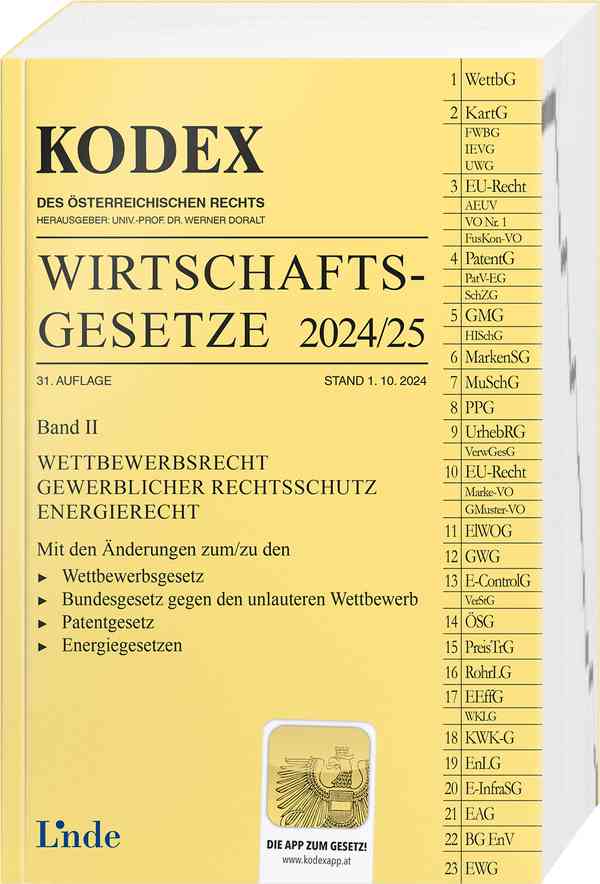 KODEX
DES ÖSTERREICHISCHEN RECHTS
HERAUSGEBER: UNIV.-PROF. DR. WERNER DORALT
WIRTSCHAFTS-
GESETZE 2024/25
31. AUFLAGE STAND 1. 10. 2024
Band II
WETTBEWERBSRECHT
GEWERBLICHER RECHTSSCHUTZ
ENERGIERECHT
Mit den Änderungen zum/zu den
► Wettbewerbsgesetz
► Bundesgesetz gegen den unlauteren Wettbewerb
► Patentgesetz
► Energiegesetzen
Linde
DIE APP ZUM GESETZ!
www.kodexapp.at
1 WettbG
2 KartG
FWBG
IEVG
UWG
3 EU-Recht
AEUV
VO Nr. 1
FusKon-VO
4 PatentG
PatV-EG
SchZG
5 GMG
HlSchG
6 MarkenSG
7 MuSchG
8 PPG
9 UrhebRG
VerwGesG
10 EU-Recht
Marke-VO
GMuster-VO
11 ElWOG
12 GWG
13 E-ControlG
VerStG
14 ÖSG
15 PreisTrG
16 RohrLG
17 EEffG
WKLG
18 KWK-G
19 EnLG
20 E-InfraSG
21 EAG
22 BG EnV
23 EWG